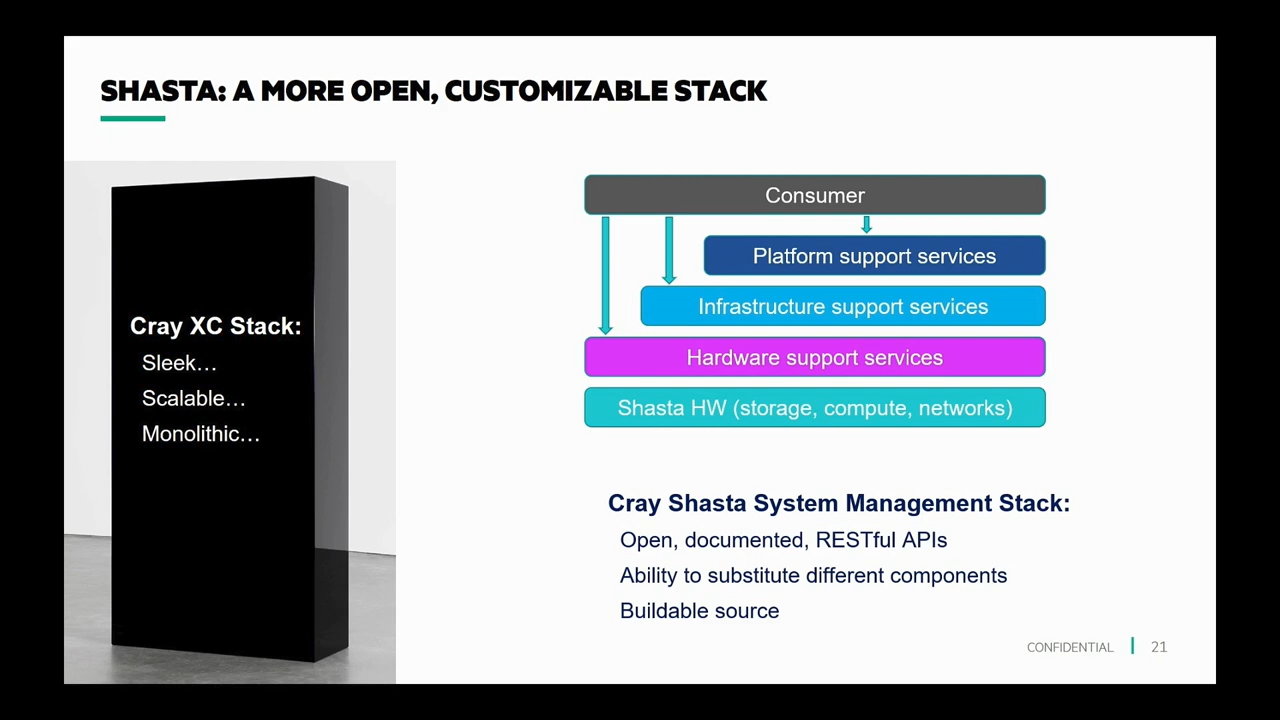 SHASTA: A MORE OPEN, CUSTOMIZABLE STACK
Cray XC Stack:
Sleek…
Scalable…
Monolithic…
Consumer
Platform support services
Infrastructure support services
Hardware support services
Shasta HW (storage, compute, networks)
Cray Shasta System Management Stack:
Open, documented, RESTful APIs
Ability to substitute different components
Buildable source
CONFIDENTIAL
21